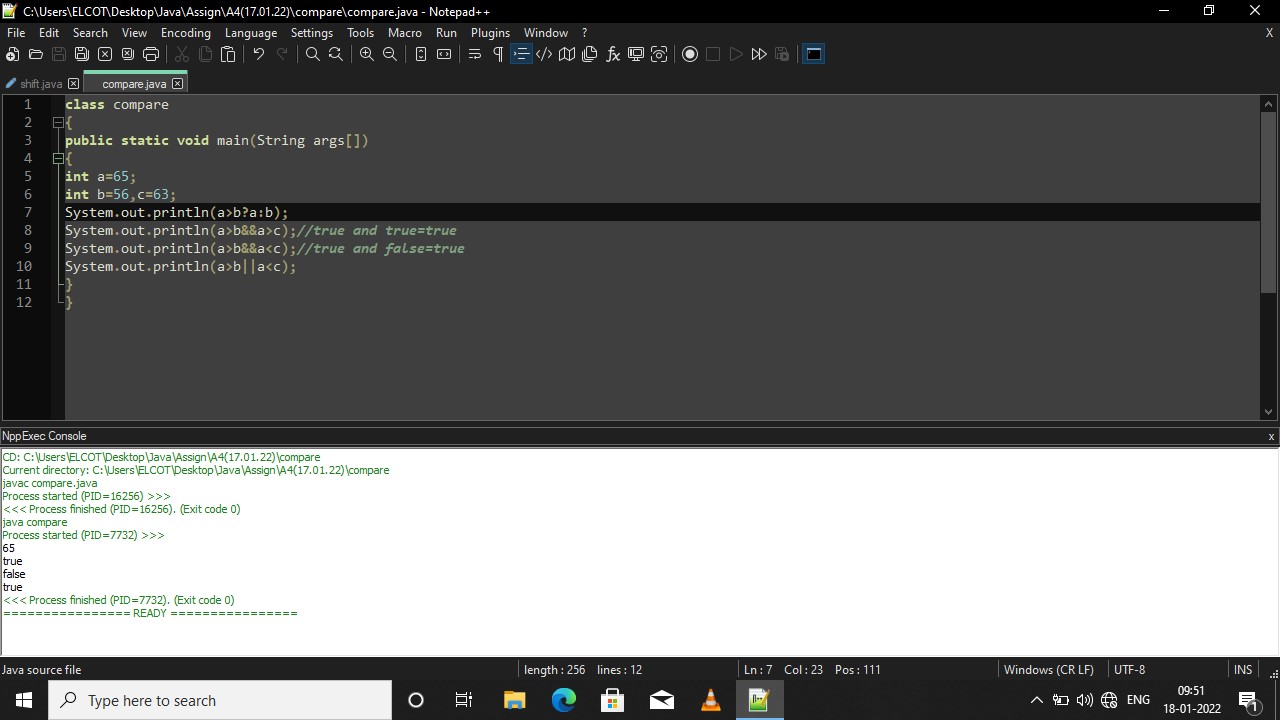 C:\Users\ELCOT\Desktop\Java\Assign\A4(17.01.22)\compare\compare.java - Notepad++
File Edit Search View Encoding Language Settings Tools Macro Run Plugins Window ? X
shift.java compare.java
1 class compare
2 {
3 public static void main(String args[])
4 {
5 int a=65;
6 int b=56,c=63;
7 System.out.println(a>b?a:b);
8 System.out.println(a>b&&a>c);//true and true=true
9 System.out.println(a>b&&a<c);//true and false=true
10 System.out.println(a>b||a<c);
11 }
12 }
NppExec Console x
CD: C:\Users\ELCOT\Desktop\Java\Assign\A4(17.01.22)\compare
Current directory: C:\Users\ELCOT\Desktop\Java\Assign\A4(17.01.22)\compare
javac compare.java
Process started (PID=16256) >>>
<<< Process finished (PID=16256). (Exit code 0)
java compare
Process started (PID=7732) >>>
65
true
false
true
<<< Process finished (PID=7732). (Exit code 0)
================ READY ================
Java source file length : 256 lines : 12 Ln : 7 Col : 23 Pos : 111 Windows (CR LF) UTF-8 INS
Type here to search ENG 09:51
18-01-2022 1